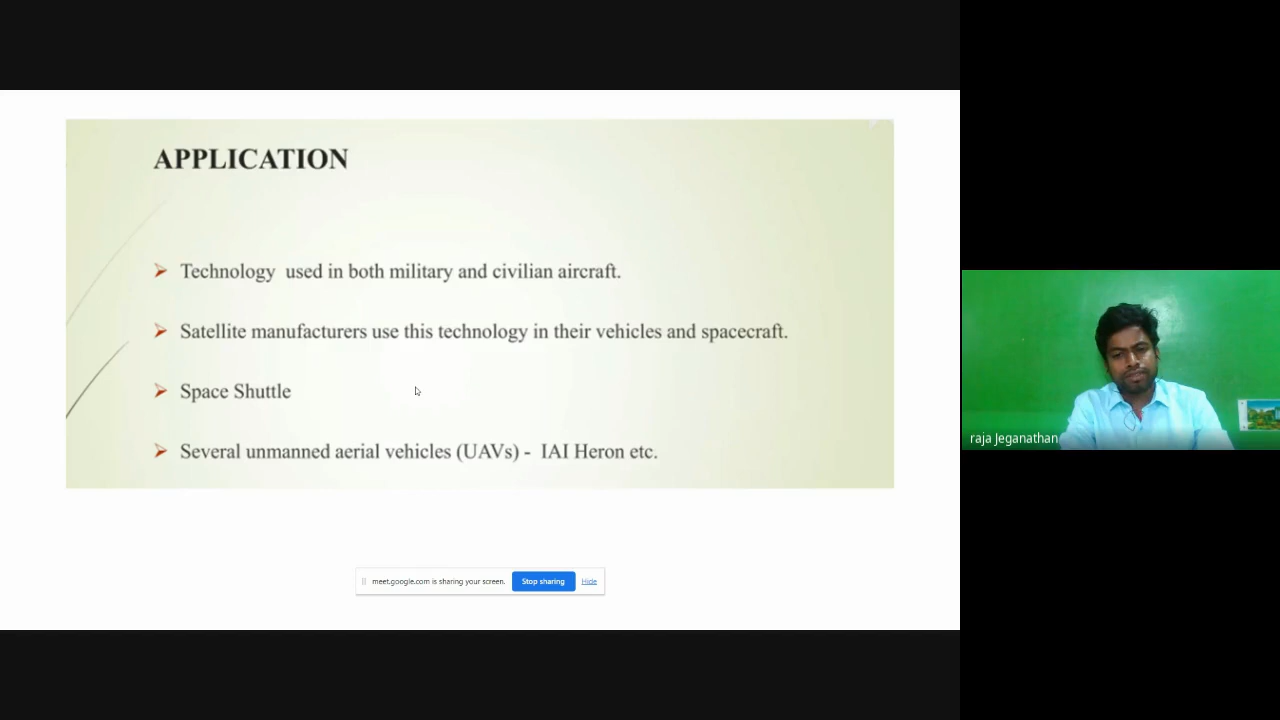 APPLICATION
Technology used in both military and civilian aircraft.
Satellite manufacturers use this technology in their vehicles and spacecraft.
Space Shuttle
Several unmanned aerial vehicles (UAVs) - IAI Heron etc.
raja Jeganathan
meet.google.com is sharing your screen. Stop sharing Hide